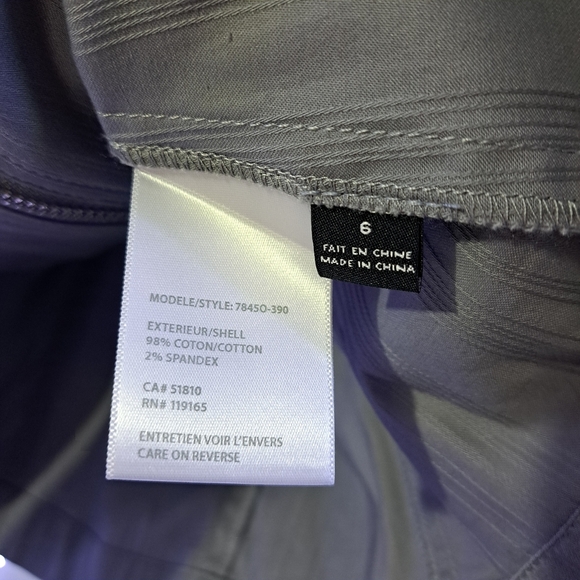 6
FAIT EN CHINE
MADE IN CHINA
MODELE/STYLE: 78450-390
EXTERIEUR/SHELL
98% COTON/COTTON
2% SPANDEX
CA# 51810
RN# 119165
ENTRETIEN VOIR L'ENVERS
CARE ON REVERSE